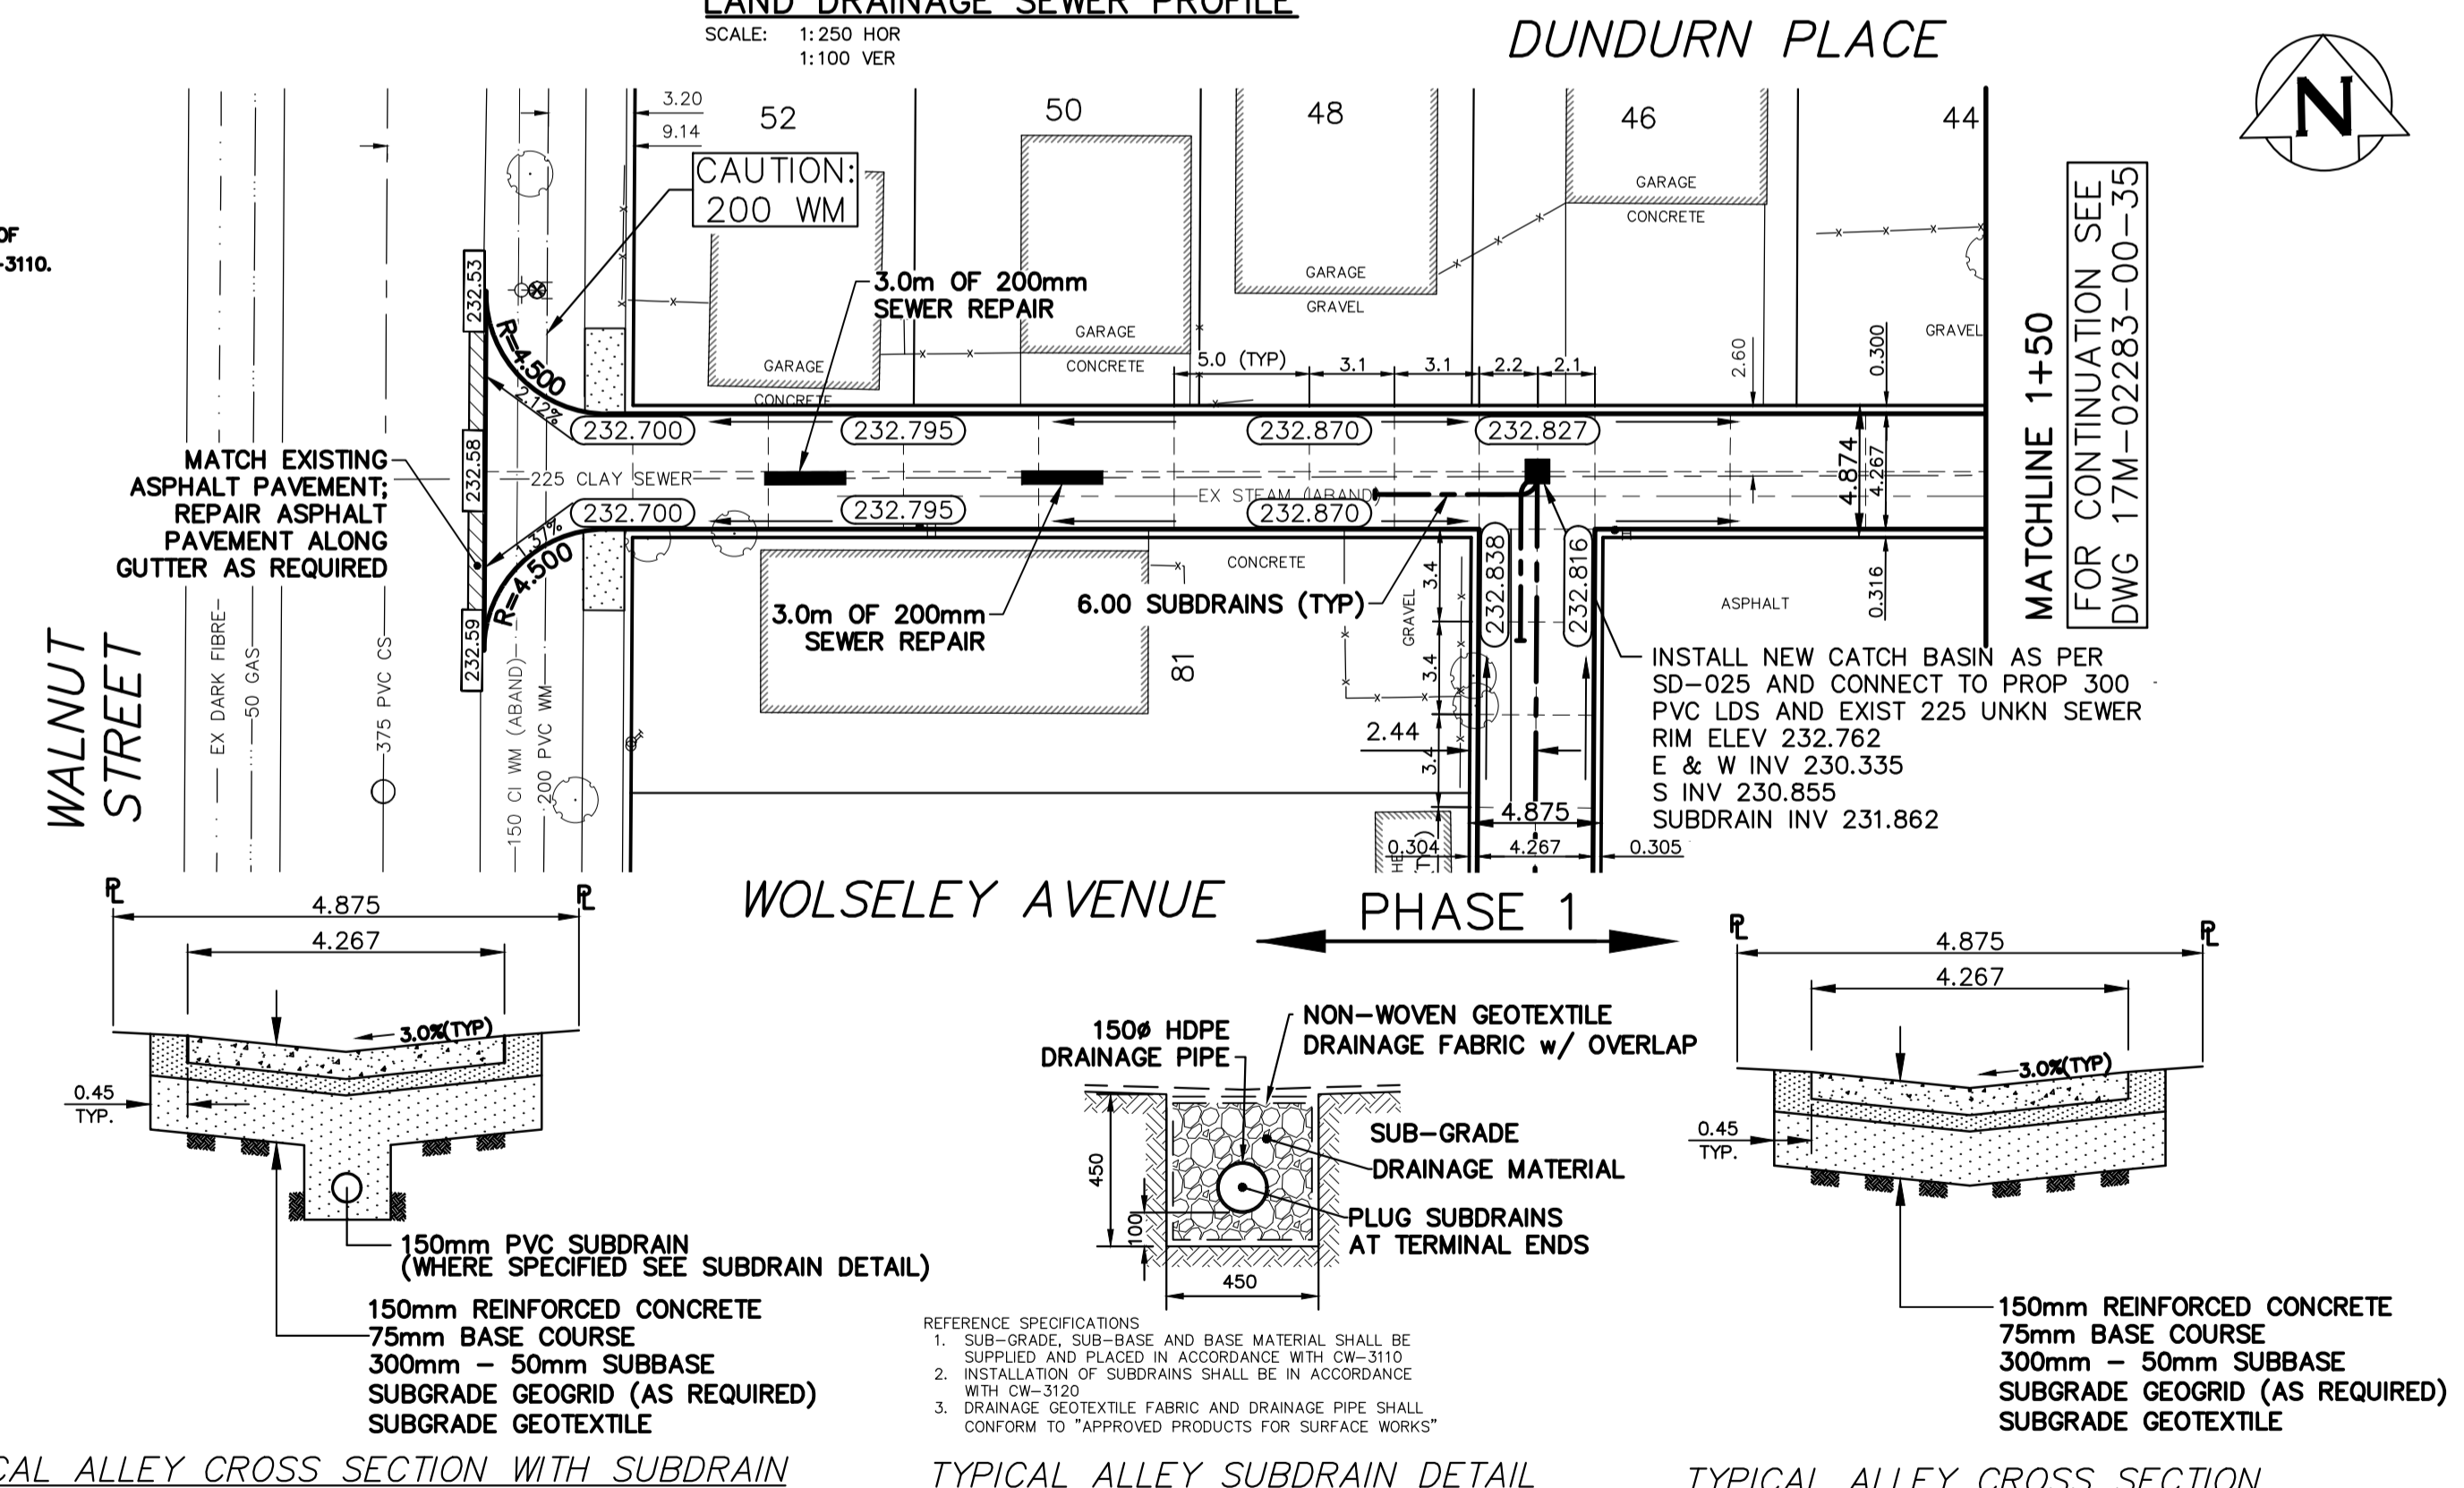 LAND DRAINAGE SEWER PROFILE
SCALE: 1:250 HOR
1:100 VER
DUNDURN PLACE
N
OF
-3110.
3.20
9.14
52
50
48
46
44
CAUTION:
200 WM
GARAGE
CONCRETE
GARAGE
GRAVEL
GARAGE
CONCRETE
GARAGE
CONCRETE
GRAVEL
3.0m OF 200mm
SEWER REPAIR
232.53
232.58
232.59
R=4.500
2.12%
1.37%
R=4.500
5.0 (TYP)
3.1
3.1
2.2
2.1
2.60
0.300
232.700
232.795
232.870
232.827
225 CLAY SEWER
EX STEAM (ABAND)
232.700
232.795
232.870
4.874
4.267
0.316
MATCH EXISTING
ASPHALT PAVEMENT;
REPAIR ASPHALT
PAVEMENT ALONG
GUTTER AS REQUIRED
MATCHLINE 1+50
FOR CONTINUATION SEE
DWG 17M-02283-00-35
WALNUT
STREET
EX DARK FIBRE
50 GAS
375 PVC CS
150 CI WM (ABAND)
200 PVC WM
3.0m OF 200mm
SEWER REPAIR
81
CONCRETE
6.00 SUBDRAINS (TYP)
GRAVEL
3.4
3.4
3.4
232.838
232.816
ASPHALT
INSTALL NEW CATCH BASIN AS PER
SD-025 AND CONNECT TO PROP 300
PVC LDS AND EXIST 225 UNKN SEWER
RIM ELEV 232.762
E & W INV 230.335
S INV 230.855
SUBDRAIN INV 231.862
2.44
4.875
0.304
4.267
0.305
WOLSELEY AVENUE
PHASE 1
PL
PL
4.875
4.267
3.0%(TYP)
0.45
TYP.
150mm PVC SUBDRAIN
(WHERE SPECIFIED SEE SUBDRAIN DETAIL)
150mm REINFORCED CONCRETE
75mm BASE COURSE
300mm - 50mm SUBBASE
SUBGRADE GEOGRID (AS REQUIRED)
SUBGRADE GEOTEXTILE
CAL ALLEY CROSS SECTION WITH SUBDRAIN
150ø HDPE
DRAINAGE PIPE
NON-WOVEN GEOTEXTILE
DRAINAGE FABRIC w/ OVERLAP
SUB-GRADE
DRAINAGE MATERIAL
PLUG SUBDRAINS
AT TERMINAL ENDS
450
100
450
REFERENCE SPECIFICATIONS
1. SUB-GRADE, SUB-BASE AND BASE MATERIAL SHALL BE
SUPPLIED AND PLACED IN ACCORDANCE WITH CW-3110
2. INSTALLATION OF SUBDRAINS SHALL BE IN ACCORDANCE
WITH CW-3120
3. DRAINAGE GEOTEXTILE FABRIC AND DRAINAGE PIPE SHALL
CONFORM TO "APPROVED PRODUCTS FOR SURFACE WORKS"
TYPICAL ALLEY SUBDRAIN DETAIL
PL
PL
4.875
4.267
3.0%(TYP)
0.45
TYP.
150mm REINFORCED CONCRETE
75mm BASE COURSE
300mm - 50mm SUBBASE
SUBGRADE GEOGRID (AS REQUIRED)
SUBGRADE GEOTEXTILE
TYPICAL ALLEY CROSS SECTION